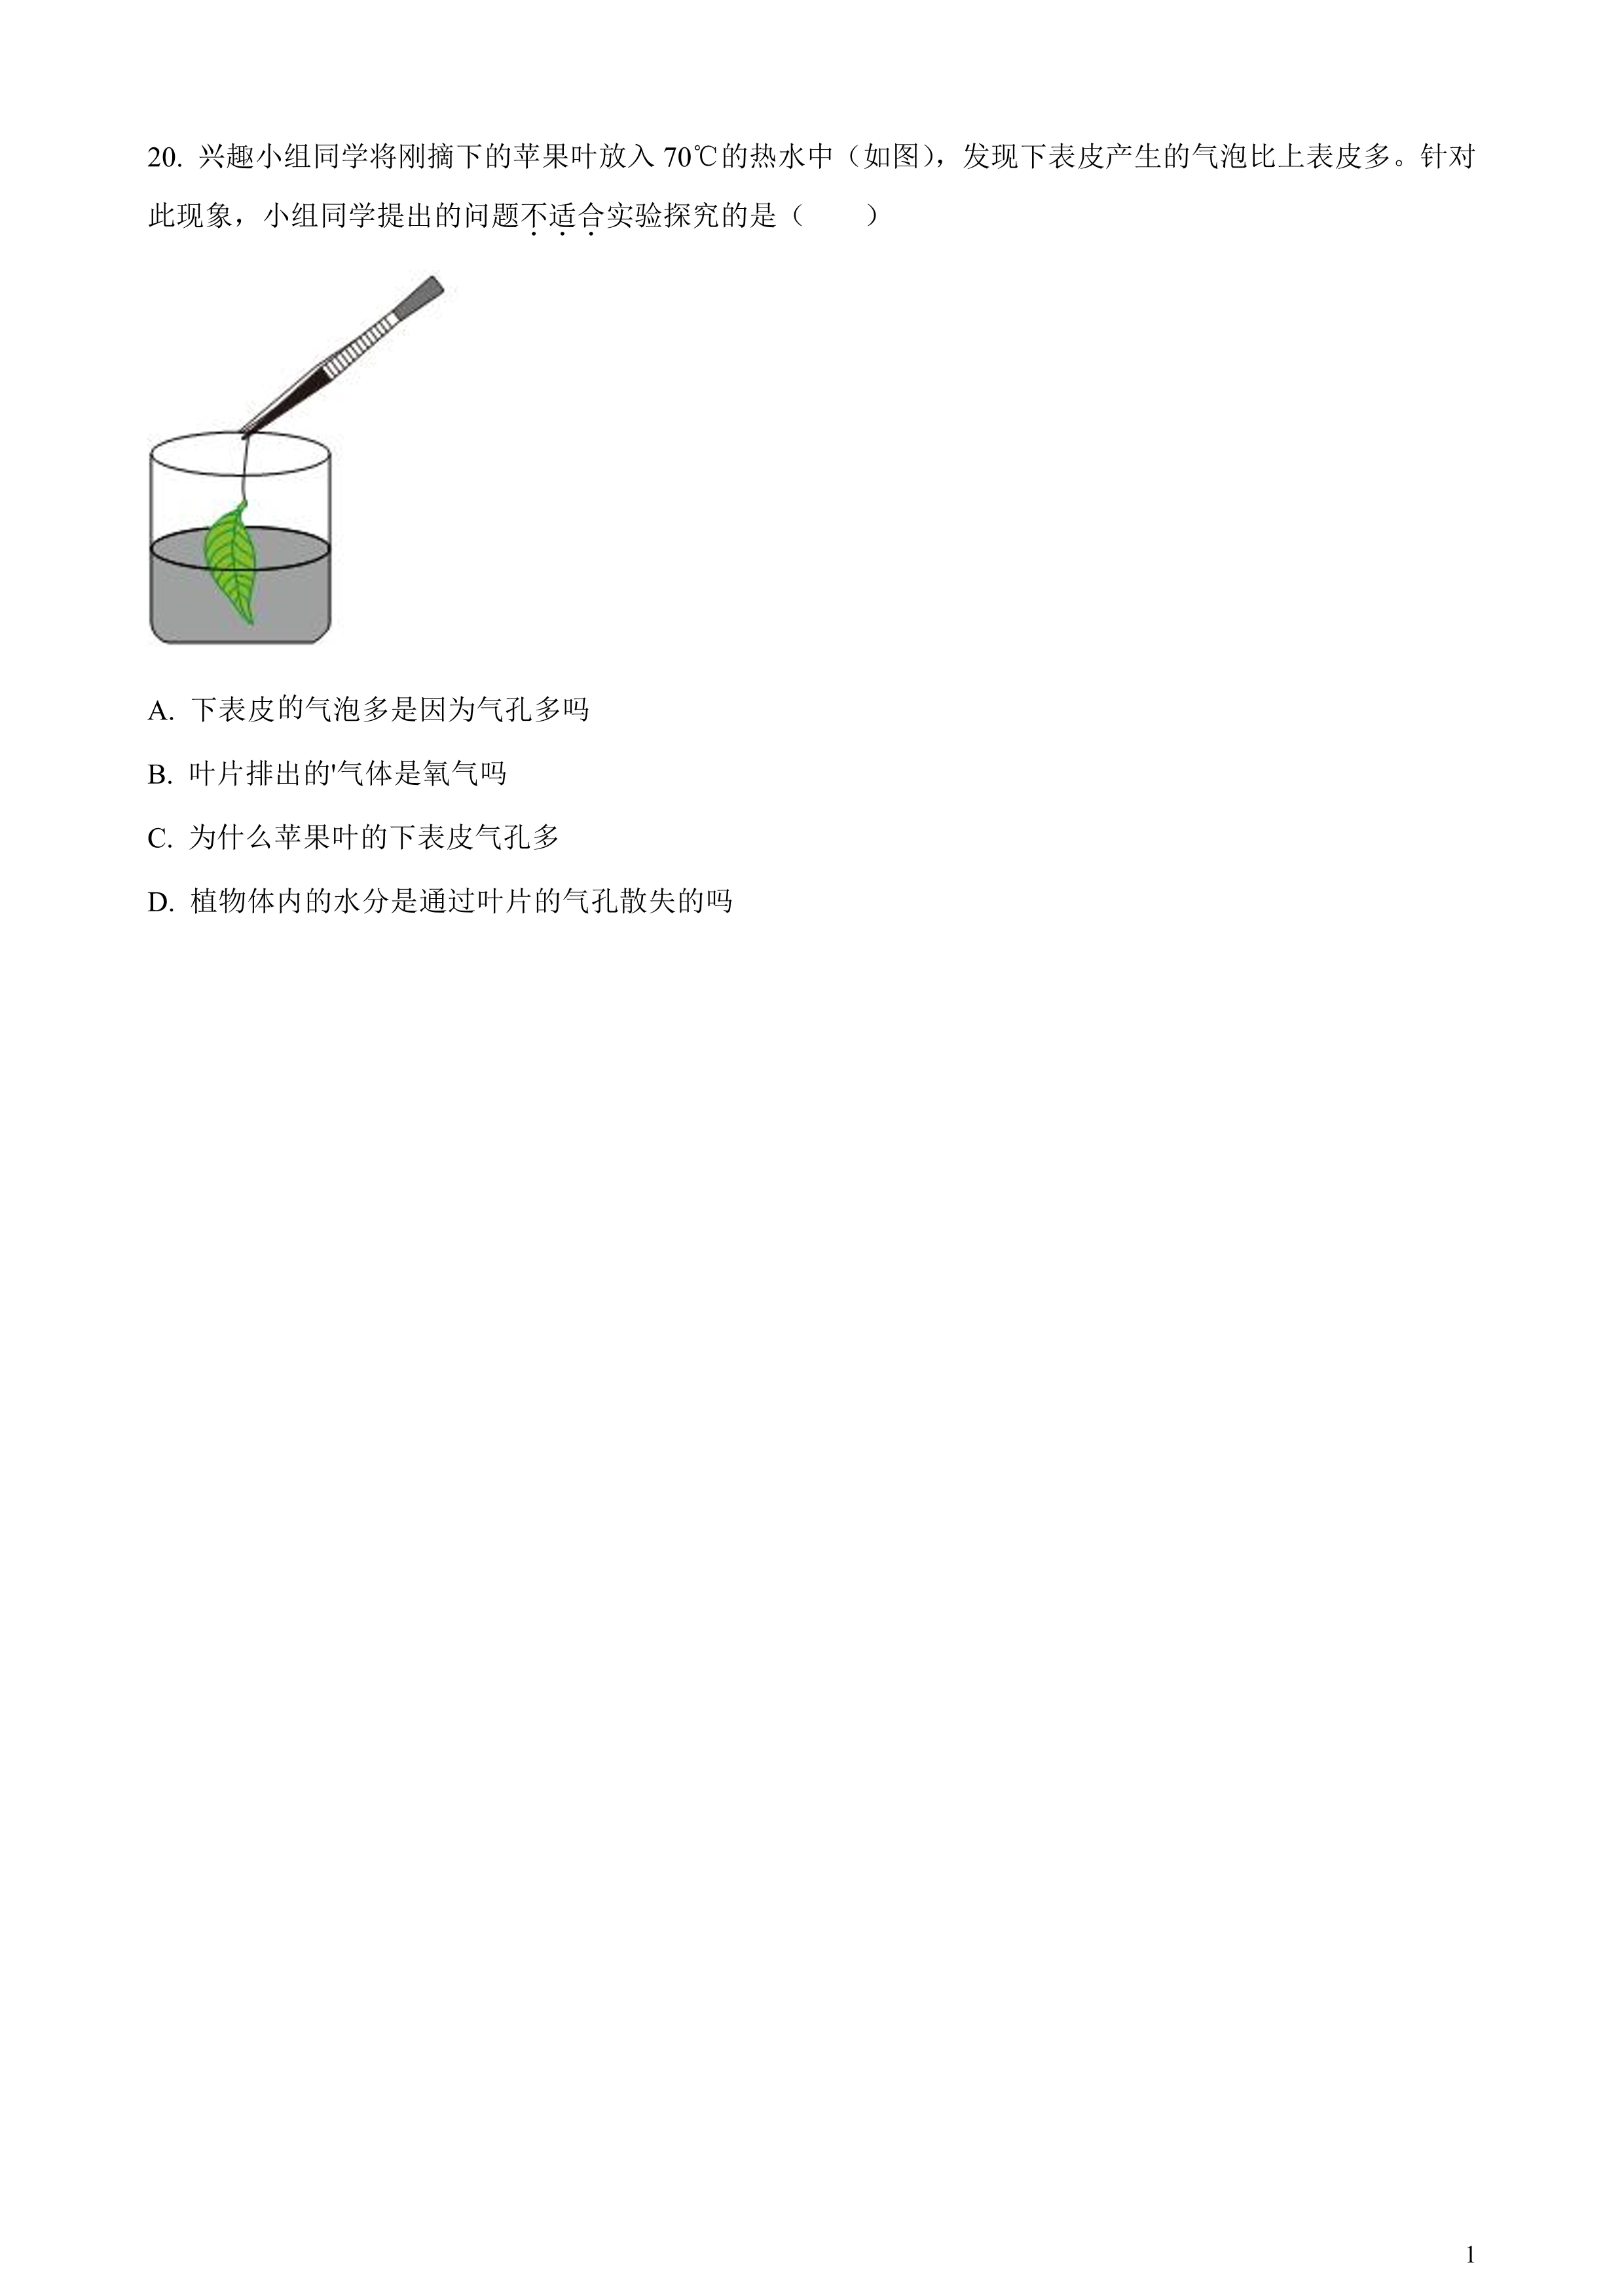 20. 兴趣小组同学将刚摘下的苹果叶放入 70℃的热水中（如图），发现下表皮产生的气泡比上表皮多。针对
此现象，小组同学提出的问题不适合实验探究的是（　　）
A. 下表皮的气泡多是因为气孔多吗
B. 叶片排出的'气体是氧气吗
C. 为什么苹果叶的下表皮气孔多
D. 植物体内的水分是通过叶片的气孔散失的吗
1